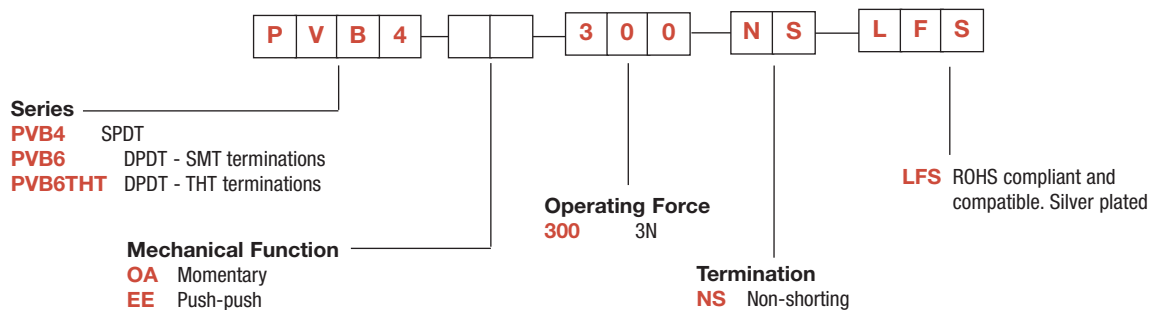 P V B 4 3 0 0 N S L F S
Series
PVB4 SPDT
PVB6 DPDT - SMT terminations
PVB6THT DPDT - THT terminations
Mechanical Function
OA Momentary
EE Push-push
Operating Force
300 3N
Termination
NS Non-shorting
LFS ROHS compliant and
compatible. Silver plated